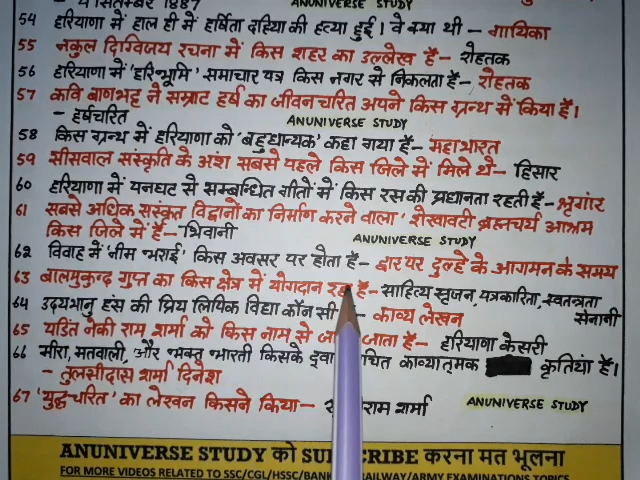 सितम्बर 1887
ANUNIVERSE STUDY
54 हरियाणा में हाल ही में हर्षिता दहिया की हत्या हुई। वे क्या थी - गायिका
55 नकुल दिग्विजय रचना में किस शहर का उल्लेख है - रोहतक
56 हरियाणा में 'हरिभूमि' समाचार पत्र किस नगर से निकलता है - रोहतक
57 कवि बाणभट्ट ने सम्राट हर्ष का जीवन चरित अपने किस ग्रन्थ में किया है।
- हर्षचरित ANUNIVERSE STUDY
58 किस ग्रन्थ में हरियाणा को 'बहुधान्यक' कहा गया है - महाभारत
59 सीसवाल संस्कृति के अंश सबसे पहले किस जिले में मिले थे - हिसार
60 हरियाणा में पनघट से सम्बन्धित गीतों में किस रस की प्रधानता रहती है - श्रृगांर
61 सबसे अधिक संस्कृत विद्वानों का निर्माण करने वाला 'शेखावटी ब्रह्मचर्य आश्रम
किस जिले में है - भिवानी ANUNIVERSE STUDY
62 विवाह में 'नीम भराई' किस अवसर पर होता है - द्वार पर दुल्हे के आगमन के समय
63 बालमुकुन्द गुप्त का किस क्षेत्र में योगदान रहा है - साहित्य सृजन, पत्रकारिता, स्वतन्त्रता
सेनानी
64 उदयभानु हंस की प्रिय लिपिक विद्या कौन सी - काव्य लेखन
65 पंडित नेकी राम शर्मा को किस नाम से जाना जाता है - हरियाणा केसरी
66 मीरा, मतवाली, और भक्त भारती किसके द्वारा रचित काव्यात्मक कृतियां हैं।
- तुलसीदास शर्मा दिनेश
67 'युद्धचरित' का लेखन किसने किया - राम शर्मा ANUNIVERSE STUDY
ANUNIVERSE STUDY को SUBSCRIBE करना मत भूलना
FOR MORE VIDEOS RELATED TO SSC/CGL/HSSC/BANK RAILWAY/ARMY EXAMINATIONS TOPICS